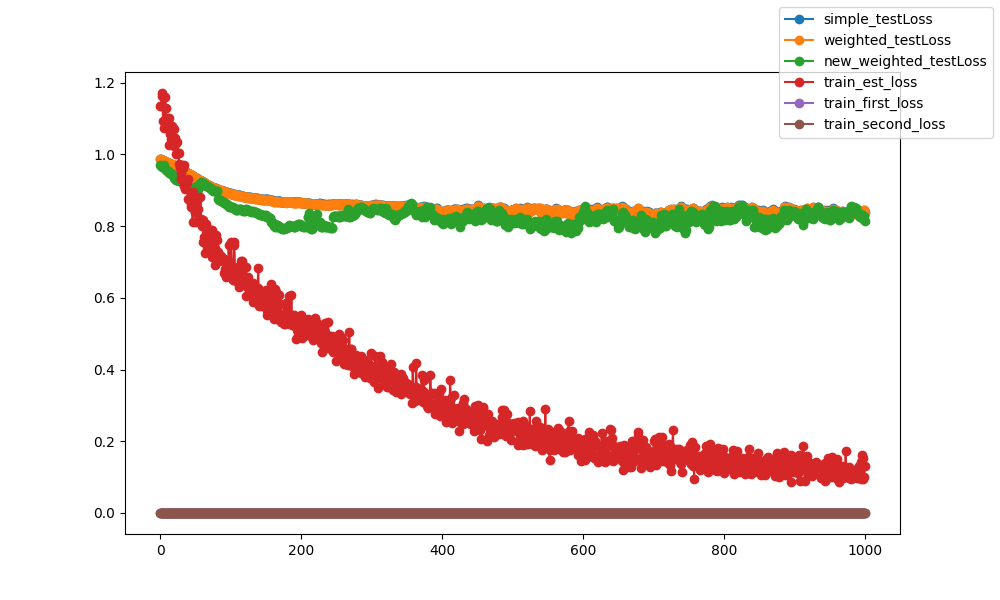 simple_testLoss
weighted_testLoss
new_weighted_testLoss
train_est_loss
train_first_loss
train_second_loss
1.2
1.0
0.8
0.6
0.4
0.2
0.0
0 200 400 600 800 1000